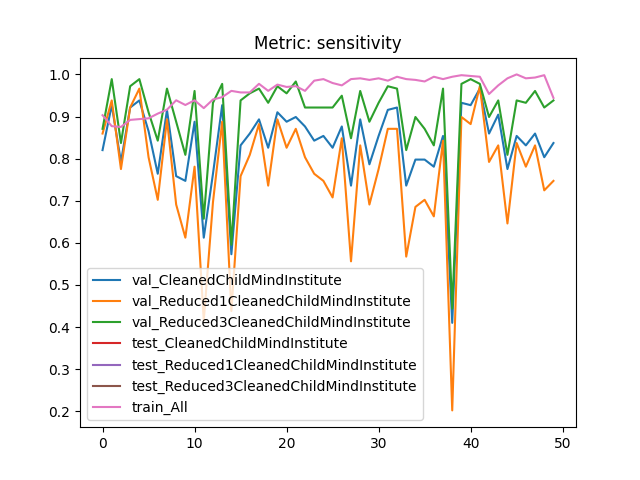 Metric: sensitivity
1.0
0.9
0.8
0.7
0.6
0.5
0.4
0.3
0.2
val_CleanedChildMindInstitute
val_Reduced1CleanedChildMindInstitute
val_Reduced3CleanedChildMindInstitute
test_CleanedChildMindInstitute
test_Reduced1CleanedChildMindInstitute
test_Reduced3CleanedChildMindInstitute
train_All
0 10 20 30 40 50